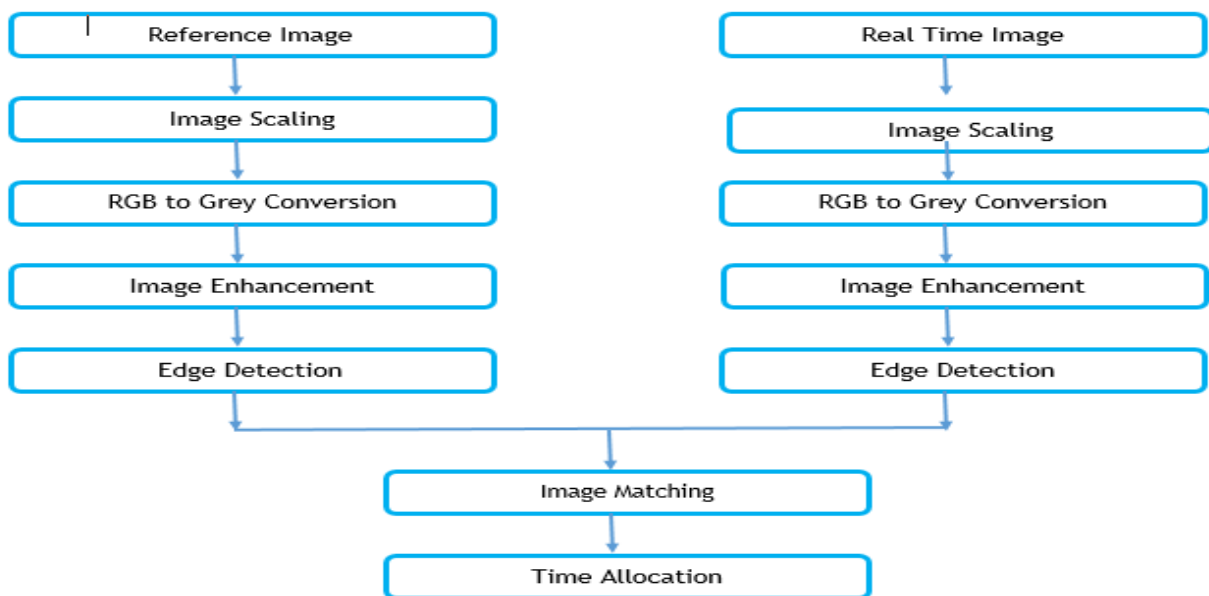 Reference Image
Real Time Image
Image Scaling
Image Scaling
RGB to Grey Conversion
RGB to Grey Conversion
Image Enhancement
Image Enhancement
Edge Detection
Edge Detection
Image Matching
Time Allocation